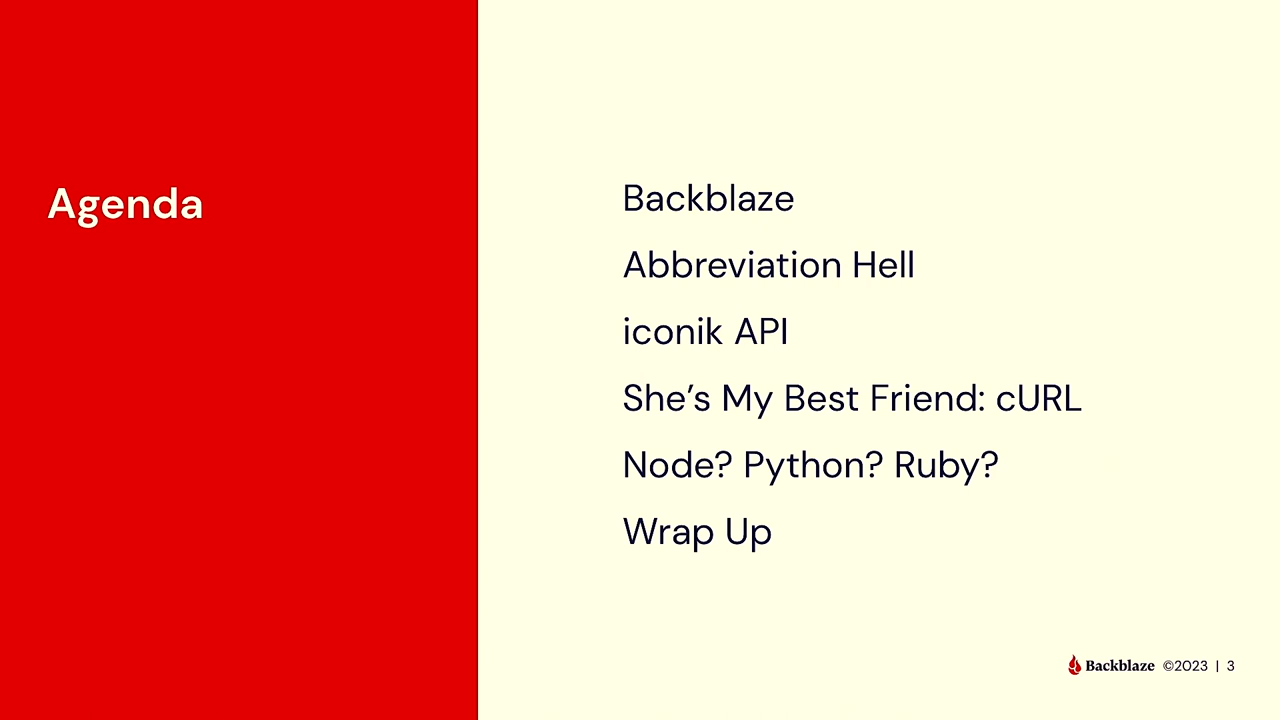 Agenda
Backblaze
Abbreviation Hell
iconik API
She’s My Best Friend: cURL
Node? Python? Ruby?
Wrap Up
Backblaze ©2023 | 3